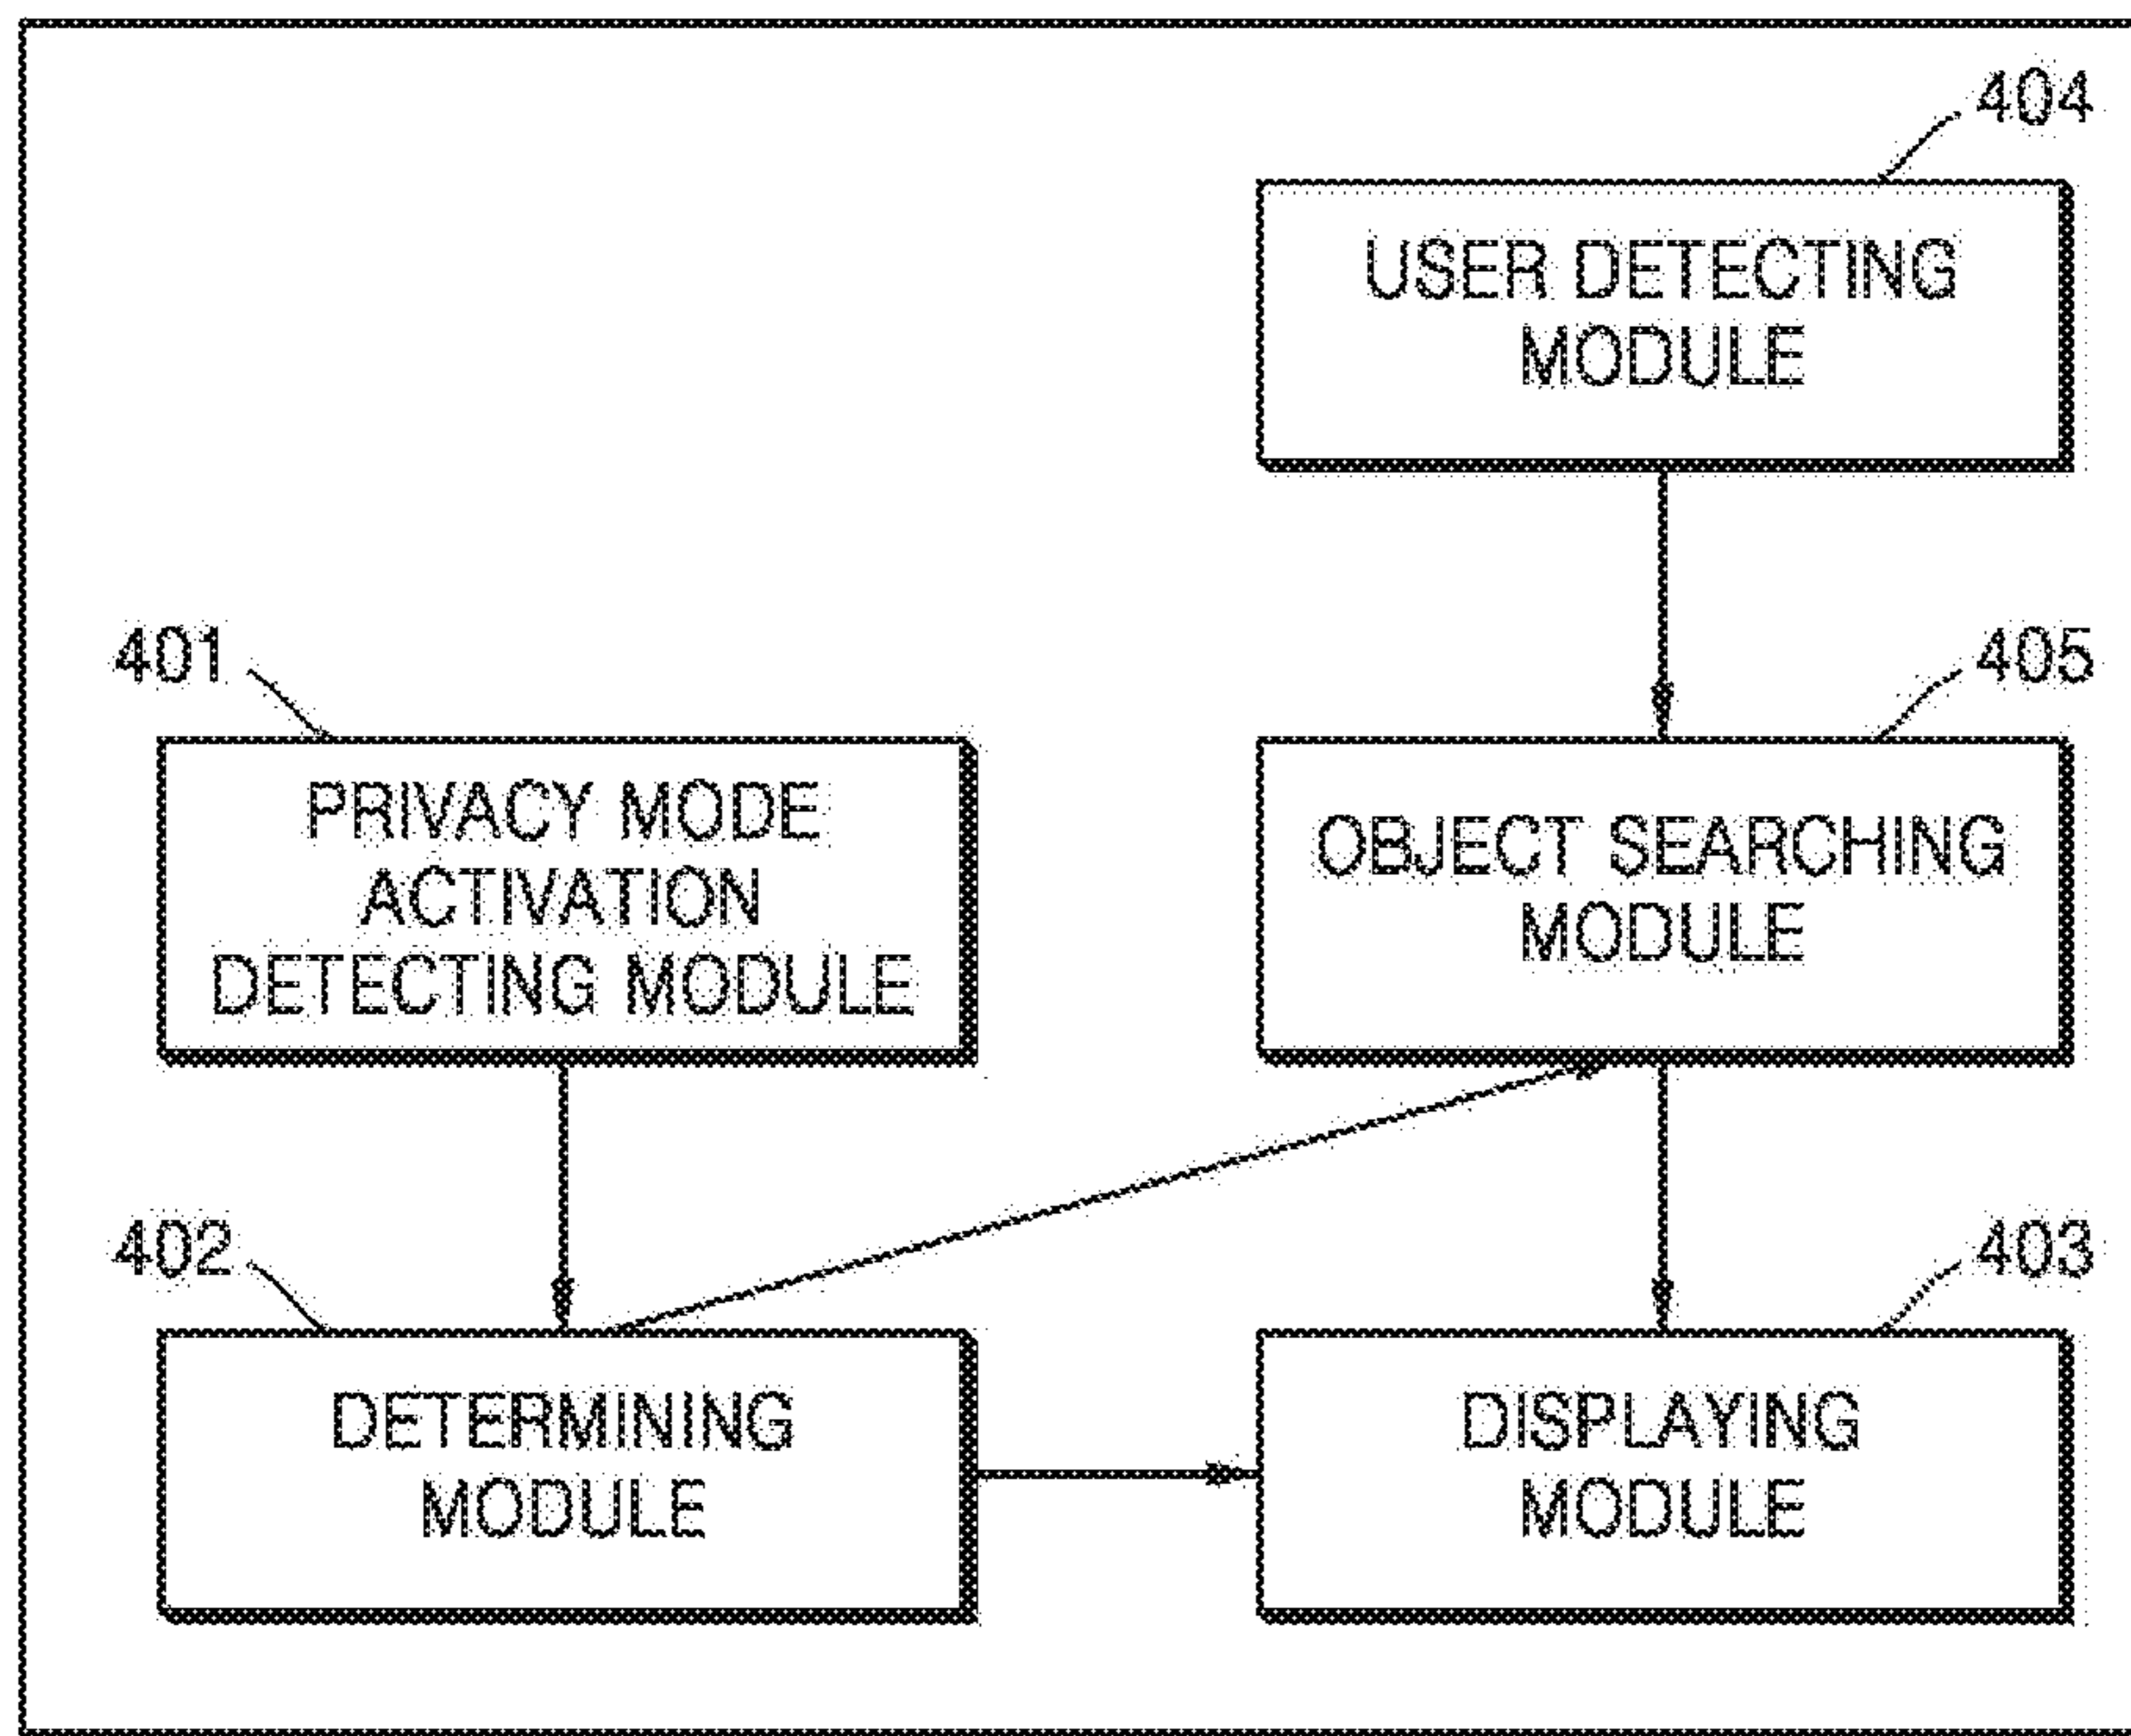 404
USER DETECTING
MODULE
401
405
PRIVACY MODE
ACTIVATION
DETECTING MODULE
OBJECT SEARCHING
MODULE
402
403
DETERMINING
MODULE
DISPLAYING
MODULE